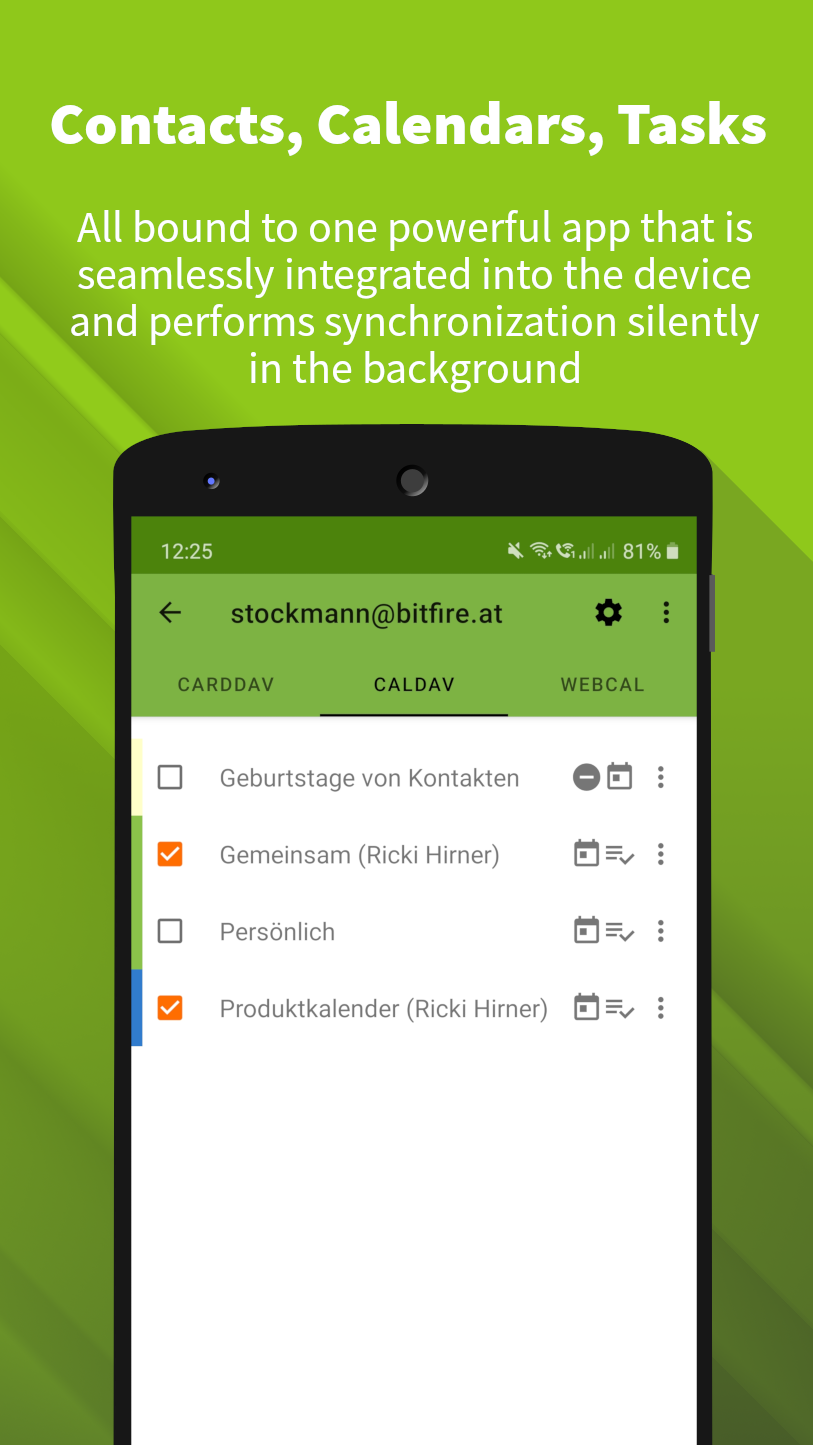 Contacts, Calendars, Tasks
All bound to one powerful app that is
seamlessly integrated into the device
and performs synchronization silently
in the background
12:25
81%
stockmann@bitfire.at
CARDDAV CALDAV WEBCAL
Geburtstage von Kontakten
Gemeinsam (Ricki Hirner)
Persönlich
Produktkalender (Ricki Hirner)